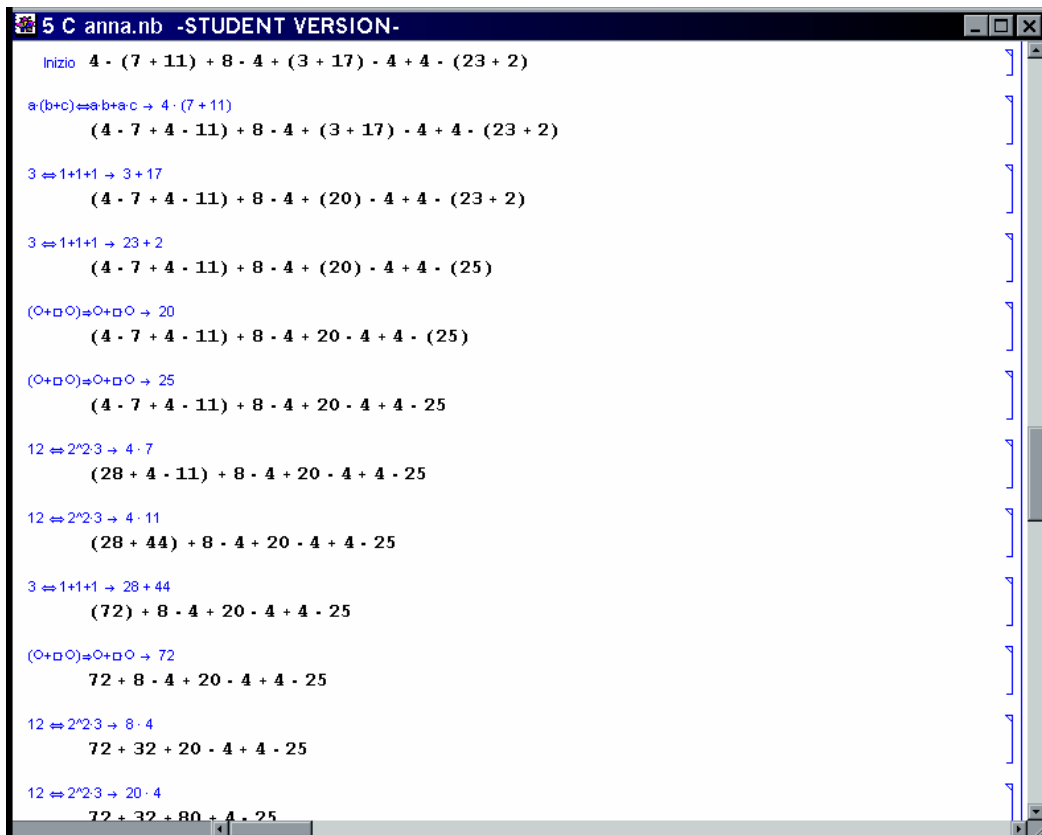 5 C anna.nb -STUDENT VERSION-
Inizio 4 · (7 + 11) + 8 · 4 + (3 + 17) · 4 + 4 · (23 + 2)
a·(b+c)⇔a·b+a·c → 4 · (7 + 11)
(4 · 7 + 4 · 11) + 8 · 4 + (3 + 17) · 4 + 4 · (23 + 2)
3 ⇔ 1+1+1 → 3 + 17
(4 · 7 + 4 · 11) + 8 · 4 + (20) · 4 + 4 · (23 + 2)
3 ⇔ 1+1+1 → 23 + 2
(4 · 7 + 4 · 11) + 8 · 4 + (20) · 4 + 4 · (25)
(○+□·○)⇒○+□·○ → 20
(4 · 7 + 4 · 11) + 8 · 4 + 20 · 4 + 4 · (25)
(○+□·○)⇒○+□·○ → 25
(4 · 7 + 4 · 11) + 8 · 4 + 20 · 4 + 4 · 25
12 ⇔ 2^2·3 → 4 · 7
(28 + 4 · 11) + 8 · 4 + 20 · 4 + 4 · 25
12 ⇔ 2^2·3 → 4 · 11
(28 + 44) + 8 · 4 + 20 · 4 + 4 · 25
3 ⇔ 1+1+1 → 28 + 44
(72) + 8 · 4 + 20 · 4 + 4 · 25
(○+□·○)⇒○+□·○ → 72
72 + 8 · 4 + 20 · 4 + 4 · 25
12 ⇔ 2^2·3 → 8 · 4
72 + 32 + 20 · 4 + 4 · 25
12 ⇔ 2^2·3 → 20 · 4
72 + 32 + 80 + 4 · 25